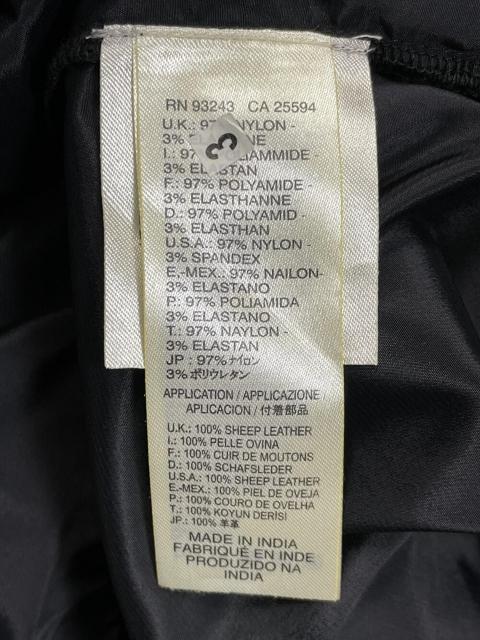 RN 93243 CA 25594
U.K.: 97% NYLON -
3%
I.: 97%
3% ELASTAN
F.: 97% POLYAMIDE -
3% ELASTHANNE
D.: 97% POLYAMID -
3% ELASTHAN
U.S.A.: 97% NYLON -
3% SPANDEX
E,-MEX.: 97% NAILON-
3% ELASTANO
P.: 97% POLIAMIDA
3% ELASTANO
T.: 97% NAYLON -
3% ELASTAN
JP : 97%ナイロン
3%ポリウレタン
APPLICATION / APPLICAZIONE
APLICACION / 付着部品
U.K.: 100% SHEEP LEATHER
I.: 100% PELLE OVINA
F.: 100% CUIR DE MOUTONS
D.: 100% SCHAFSLEDER
U.S.A.: 100% SHEEP LEATHER
E.-MEX.: 100% PIEL DE OVEJA
P.: 100% COURO DE OVELHA
T.: 100% KOYUN DERİSİ
JP.: 100% 羊革
MADE IN INDIA
FABRIQUÉ EN INDE
PRODUZIDO NA
INDIA
3